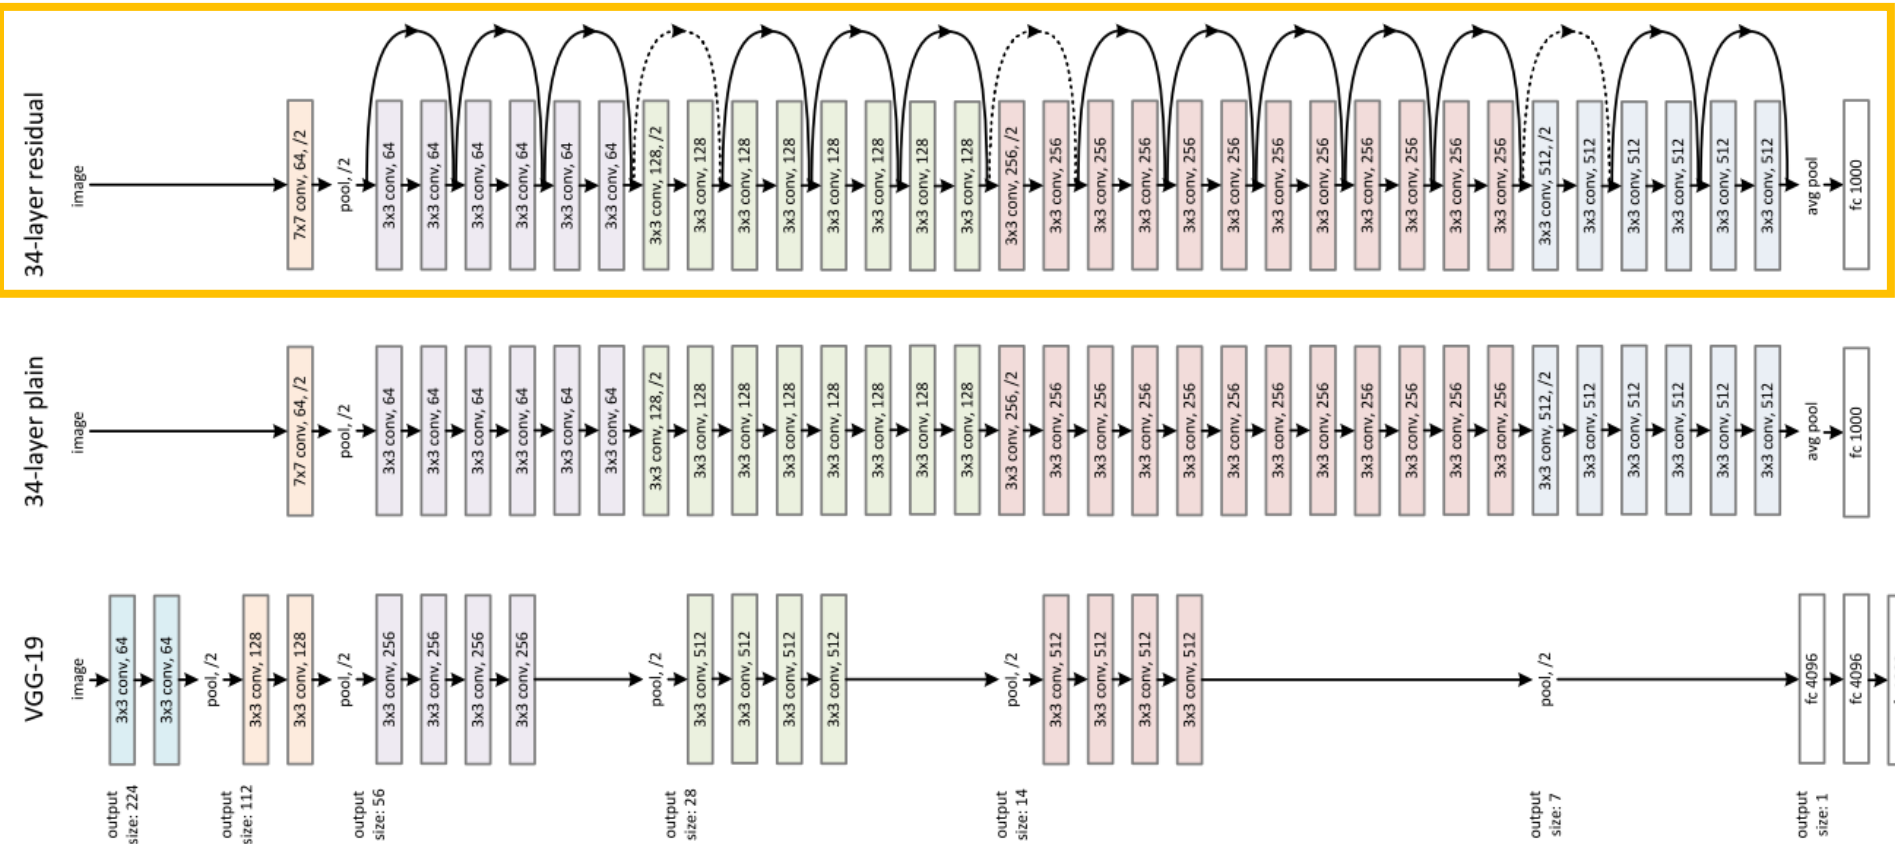 34-layer residual
image
7x7 conv, 64, /2
pool, /2
3x3 conv, 64
3x3 conv, 64
3x3 conv, 64
3x3 conv, 64
3x3 conv, 64
3x3 conv, 64
3x3 conv, 128, /2
3x3 conv, 128
3x3 conv, 128
3x3 conv, 128
3x3 conv, 128
3x3 conv, 128
3x3 conv, 128
3x3 conv, 128
3x3 conv, 256, /2
3x3 conv, 256
3x3 conv, 256
3x3 conv, 256
3x3 conv, 256
3x3 conv, 256
3x3 conv, 256
3x3 conv, 256
3x3 conv, 256
3x3 conv, 256
3x3 conv, 256
3x3 conv, 256
3x3 conv, 512, /2
3x3 conv, 512
3x3 conv, 512
3x3 conv, 512
3x3 conv, 512
3x3 conv, 512
avg pool
fc 1000
34-layer plain
image
7x7 conv, 64, /2
pool, /2
3x3 conv, 64
3x3 conv, 64
3x3 conv, 64
3x3 conv, 64
3x3 conv, 64
3x3 conv, 64
3x3 conv, 128, /2
3x3 conv, 128
3x3 conv, 128
3x3 conv, 128
3x3 conv, 128
3x3 conv, 128
3x3 conv, 128
3x3 conv, 128
3x3 conv, 256, /2
3x3 conv, 256
3x3 conv, 256
3x3 conv, 256
3x3 conv, 256
3x3 conv, 256
3x3 conv, 256
3x3 conv, 256
3x3 conv, 256
3x3 conv, 256
3x3 conv, 256
3x3 conv, 256
3x3 conv, 512, /2
3x3 conv, 512
3x3 conv, 512
3x3 conv, 512
3x3 conv, 512
3x3 conv, 512
avg pool
fc 1000
VGG-19
image
3x3 conv, 64
3x3 conv, 64
pool, /2
3x3 conv, 128
3x3 conv, 128
pool, /2
3x3 conv, 256
3x3 conv, 256
3x3 conv, 256
3x3 conv, 256
pool, /2
3x3 conv, 512
3x3 conv, 512
3x3 conv, 512
3x3 conv, 512
pool, /2
3x3 conv, 512
3x3 conv, 512
3x3 conv, 512
3x3 conv, 512
pool, /2
fc 4096
fc 4096
output
size: 224
output
size: 112
output
size: 56
output
size: 28
output
size: 14
output
size: 7
output
size: 1